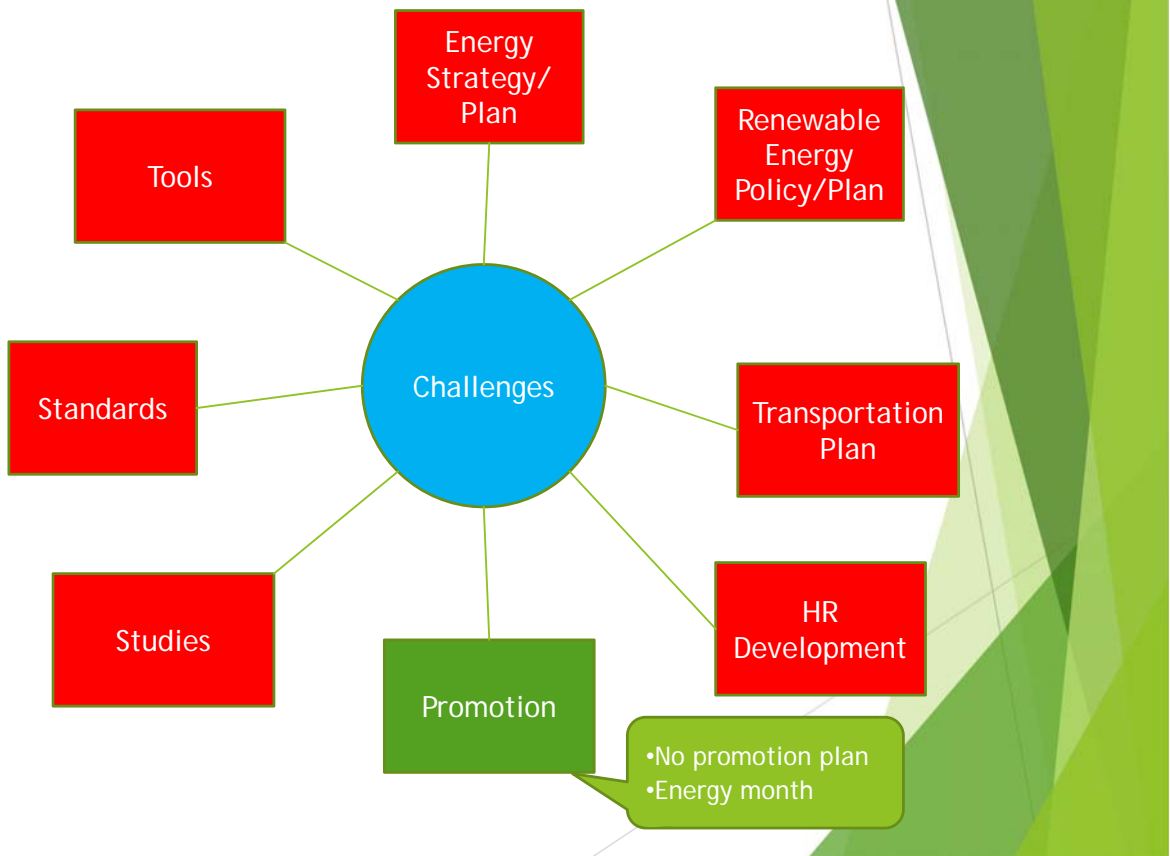 Energy
Strategy/
Plan
Renewable
Energy
Policy/Plan
Tools
Challenges
Standards
Transportation
Plan
HR
Development
Studies
Promotion
•No promotion plan
•Energy month